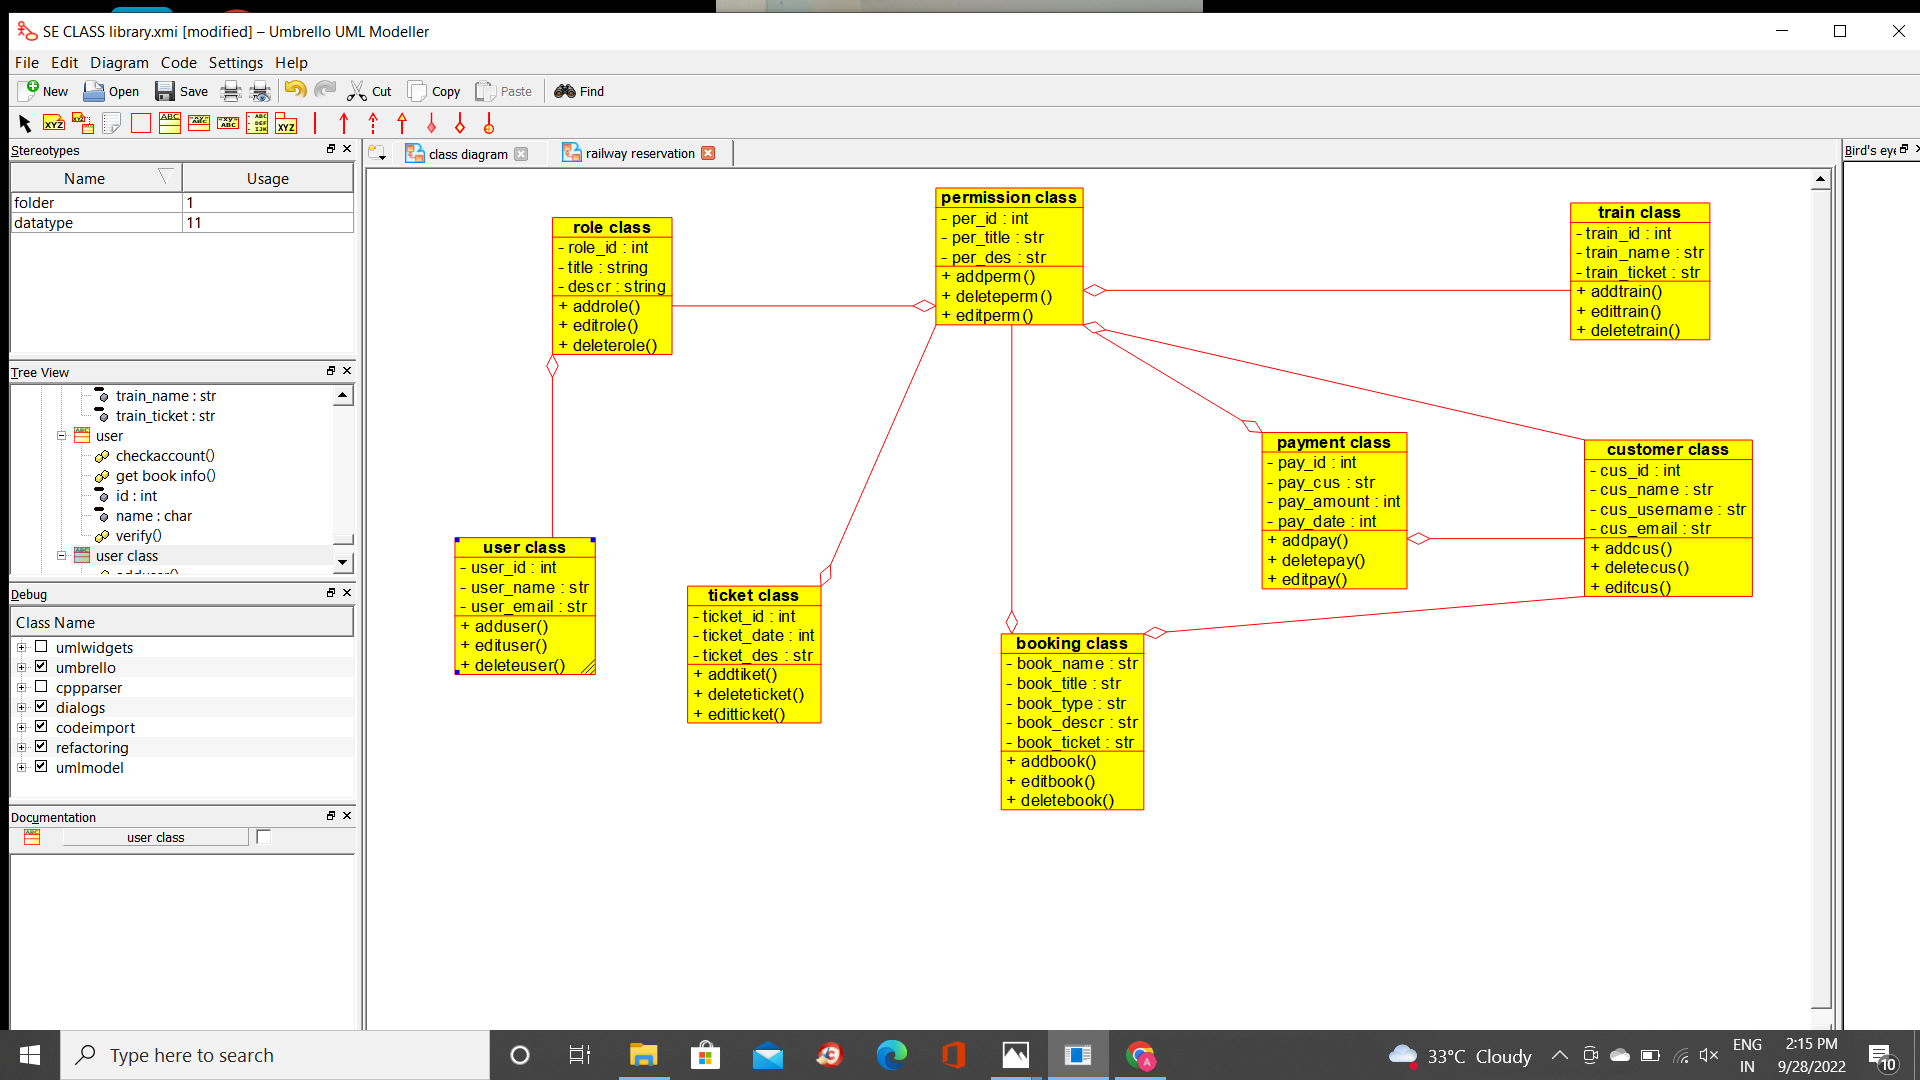 SE CLASS library.xmi [modified] – Umbrello UML Modeller
File Edit Diagram Code Settings Help
New Open Save Cut Copy Paste Find
Stereotypes
Name Usage
folder 1
datatype 11
Tree View
train_name : str
train_ticket : str
user
checkaccount()
get book info()
id : int
name : char
verify()
user class
adduser()
Debug
Class Name
umlwidgets
umbrello
cppparser
dialogs
codeimport
refactoring
umlmodel
Documentation
user class
class diagram
railway reservation
Bird's eye
role class
- role_id : int
- title : string
- descr : string
+ addrole()
+ editrole()
+ deleterole()
permission class
- per_id : int
- per_title : str
- per_des : str
+ addperm()
+ deleteperm()
+ editperm()
train class
- train_id : int
- train_name : str
- train_ticket : str
+ addtrain()
+ edittrain()
+ deletetrain()
payment class
- pay_id : int
- pay_cus : str
- pay_amount : int
- pay_date : int
+ addpay()
+ deletepay()
+ editpay()
customer class
- cus_id : int
- cus_name : str
- cus_username : str
- cus_email : str
+ addcus()
+ deletecus()
+ editcus()
user class
- user_id : int
- user_name : str
- user_email : str
+ adduser()
+ edituser()
+ deleteuser()
ticket class
- ticket_id : int
- ticket_date : int
- ticket_des : str
+ addtiket()
+ deleteticket()
+ editticket()
booking class
- book_name : str
- book_title : str
- book_type : str
- book_descr : str
- book_ticket : str
+ addbook()
+ editbook()
+ deletebook()
Type here to search
33°C Cloudy
ENG
IN
2:15 PM
9/28/2022
10